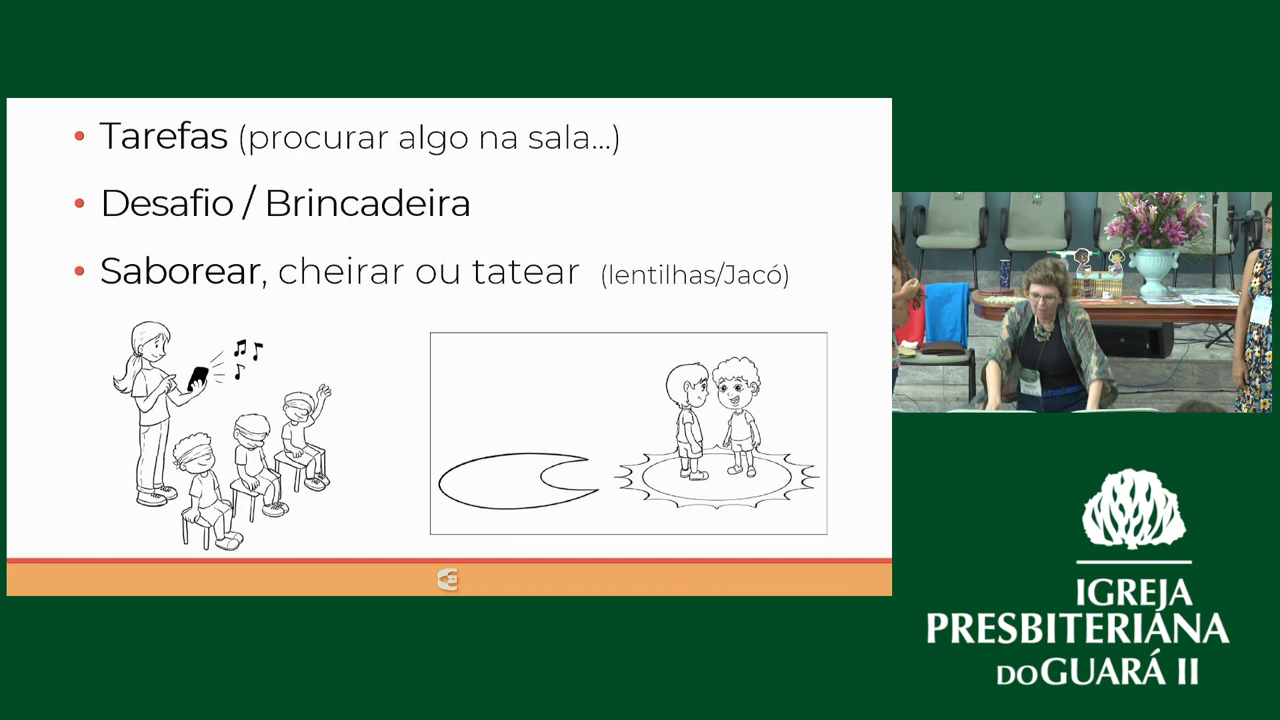 • Tarefas (procurar algo na sala...)
• Desafio / Brincadeira
• Saborear, cheirar ou tatear (lentilhas/Jacó)
IGREJA
PRESBITERIANA
DO GUARÁ II